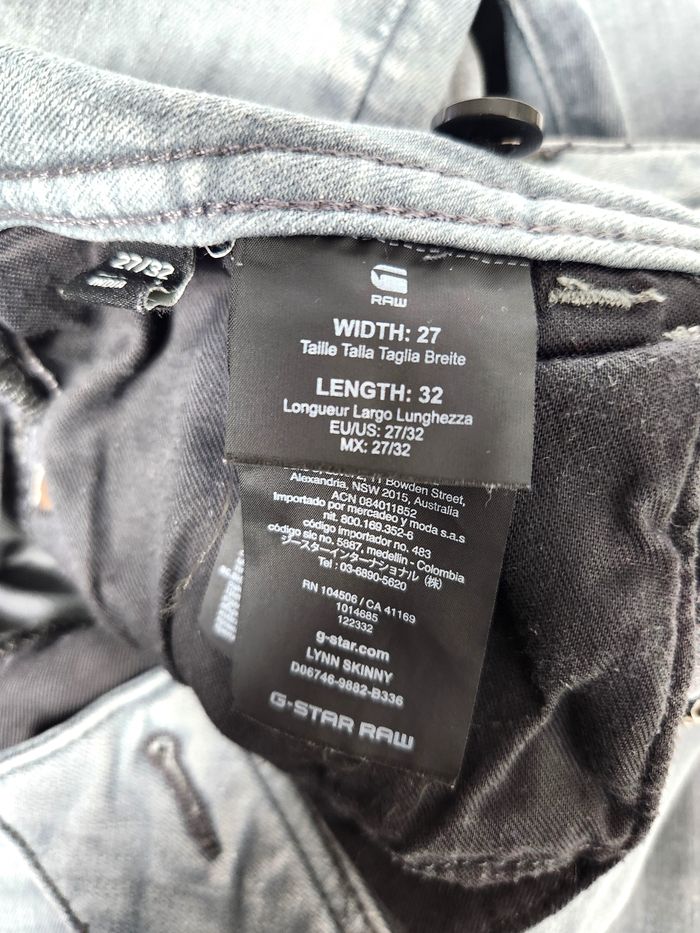 27/32
RAW
WIDTH: 27
Taille Talla Taglia Breite
LENGTH: 32
Longueur Largo Lunghezza
EU/US: 27/32
MX: 27/32
Bowden Street,
Alexandria, NSW 2015, Australia
ACN 084011852
Importado por mercadeo y moda s.a.s
nit. 800.169.352-6
código importador no. 483
código sic no. 5887, medellin - Colombia
ジースターインターナショナル (株)
Tel : 03-6890-5620
RN 104506 / CA 41169
1014685
122332
g-star.com
LYNN SKINNY
D06746-9882-B336
G-STAR RAW